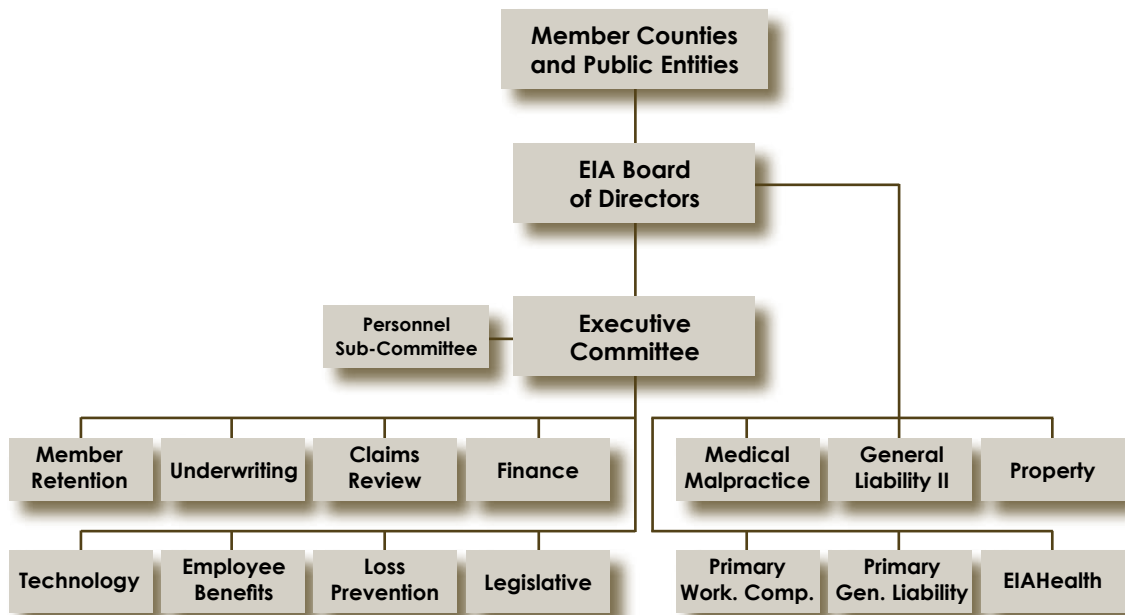 Member Counties
and Public Entities
EIA Board
of Directors
Personnel
Sub-Committee
Executive
Committee
Member
Retention
Underwriting
Claims
Review
Finance
Medical
Malpractice
General
Liability II
Property
Technology
Employee
Benefits
Loss
Prevention
Legislative
Primary
Work. Comp.
Primary
Gen. Liability
EIAHealth